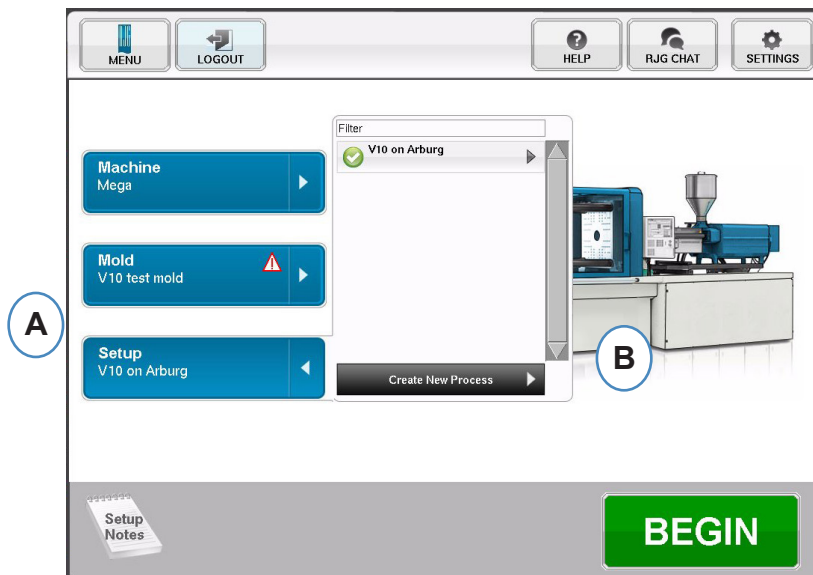 MENU
LOGOUT
HELP
RJG CHAT
SETTINGS
Filter
V10 on Arburg
Machine
Mega
Mold
V10 test mold
A
Setup
V10 on Arburg
B
Create New Process
Setup
Notes
BEGIN